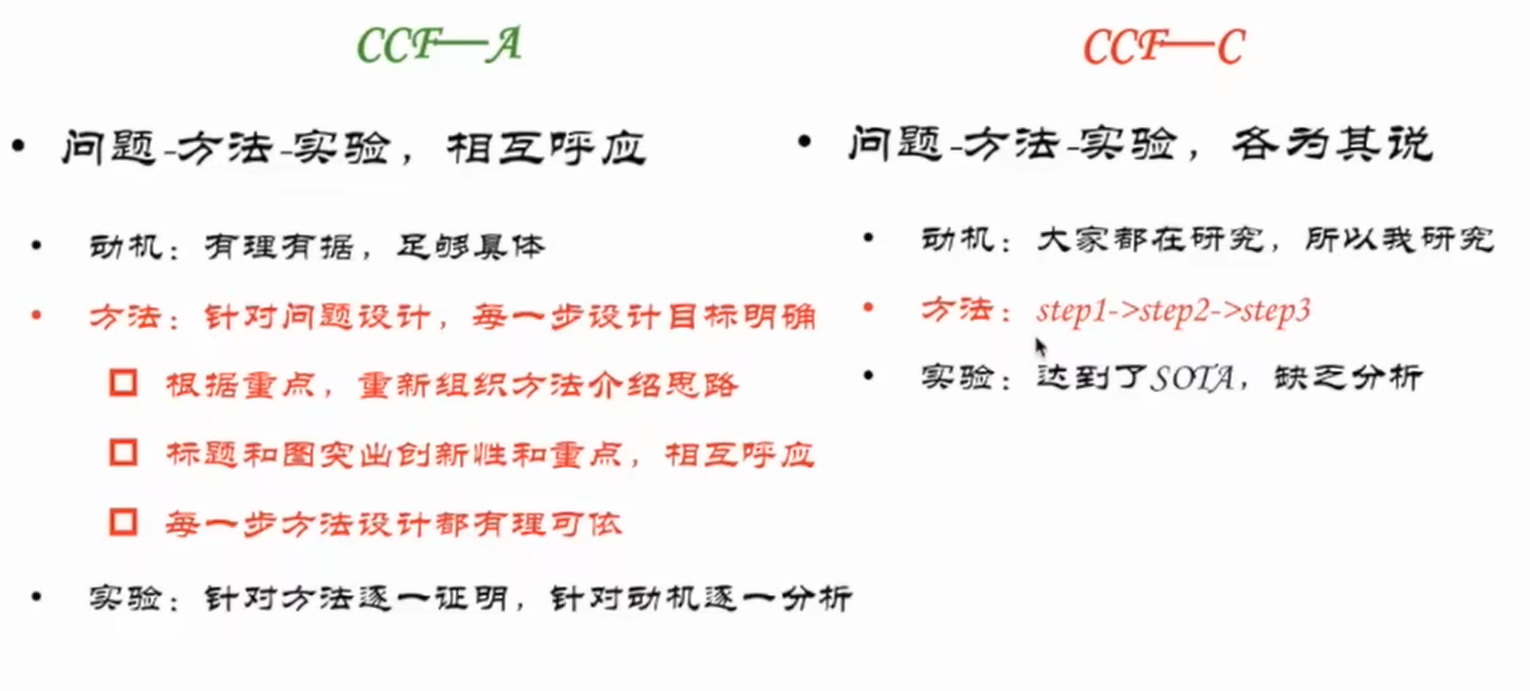 CCF—A
• 问题-方法-实验，相互呼应
• 动机：有理有据，足够具体
• 方法：针对问题设计，每一步设计目标明确
根据重点，重新组织方法介绍思路
标题和图突出创新性和重点，相互呼应
每一步方法设计都有理可依
• 实验：针对方法逐一证明，针对动机逐一分析
CCF—C
• 问题-方法-实验，各为其说
• 动机：大家都在研究，所以我研究
• 方法：step1->step2->step3
• 实验：达到了SOTA，缺乏分析